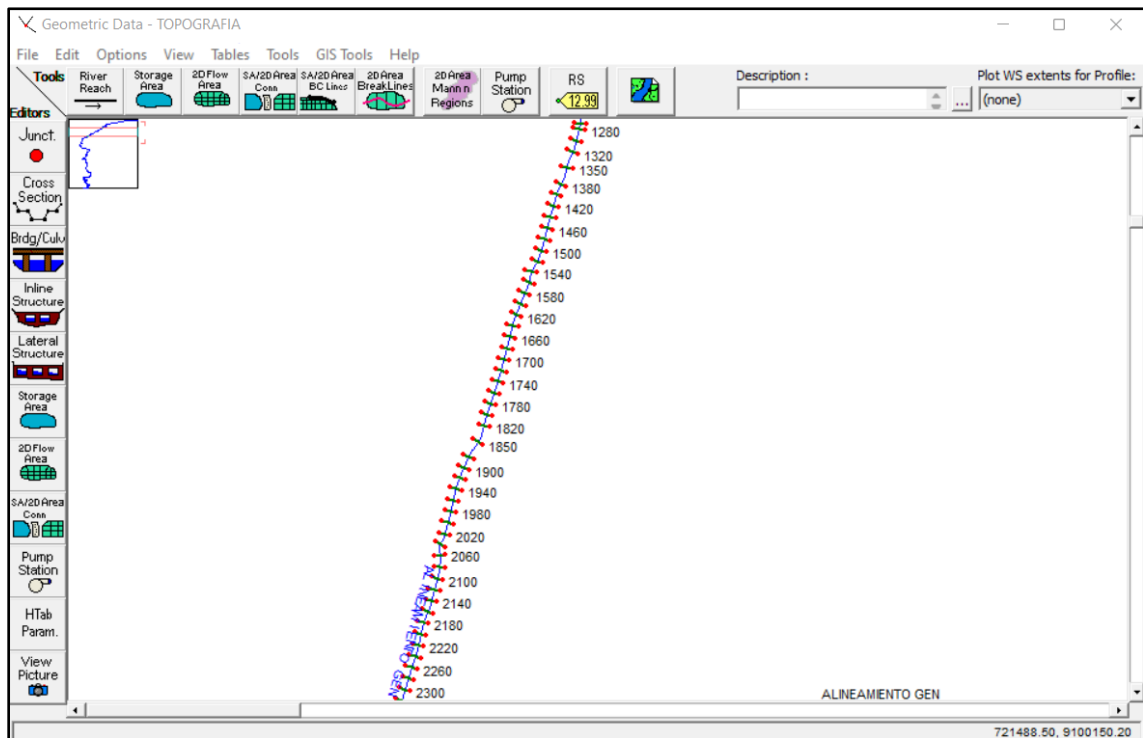 Geometric Data - TOPOGRAFIA
File Edit Options View Tables Tools GIS Tools Help
Tools
Editors
River
Reach
Storage
Area
2D Flow
Area
SA/2D Area
Conn
SA/2D Area
BC Lines
2D Area
BreakLines
2D Area
Mann n
Regions
Pump
Station
RS
12.99
Description :
...
Plot WS extents for Profile:
(none)
Junct.
Cross
Section
Brdg/Culv
Inline
Structure
Lateral
Structure
Storage
Area
2D Flow
Area
SA/2D Area
Conn
Pump
Station
HTab
Param.
View
Picture
1280
1320
1350
1380
1420
1460
1500
1540
1580
1620
1660
1700
1740
1780
1820
1850
1900
1940
1980
2020
2060
2100
2140
2180
2220
2260
2300
ALINEAMIENTO GEN
ALINEAMIENTO GEN
721488.50, 9100150.20